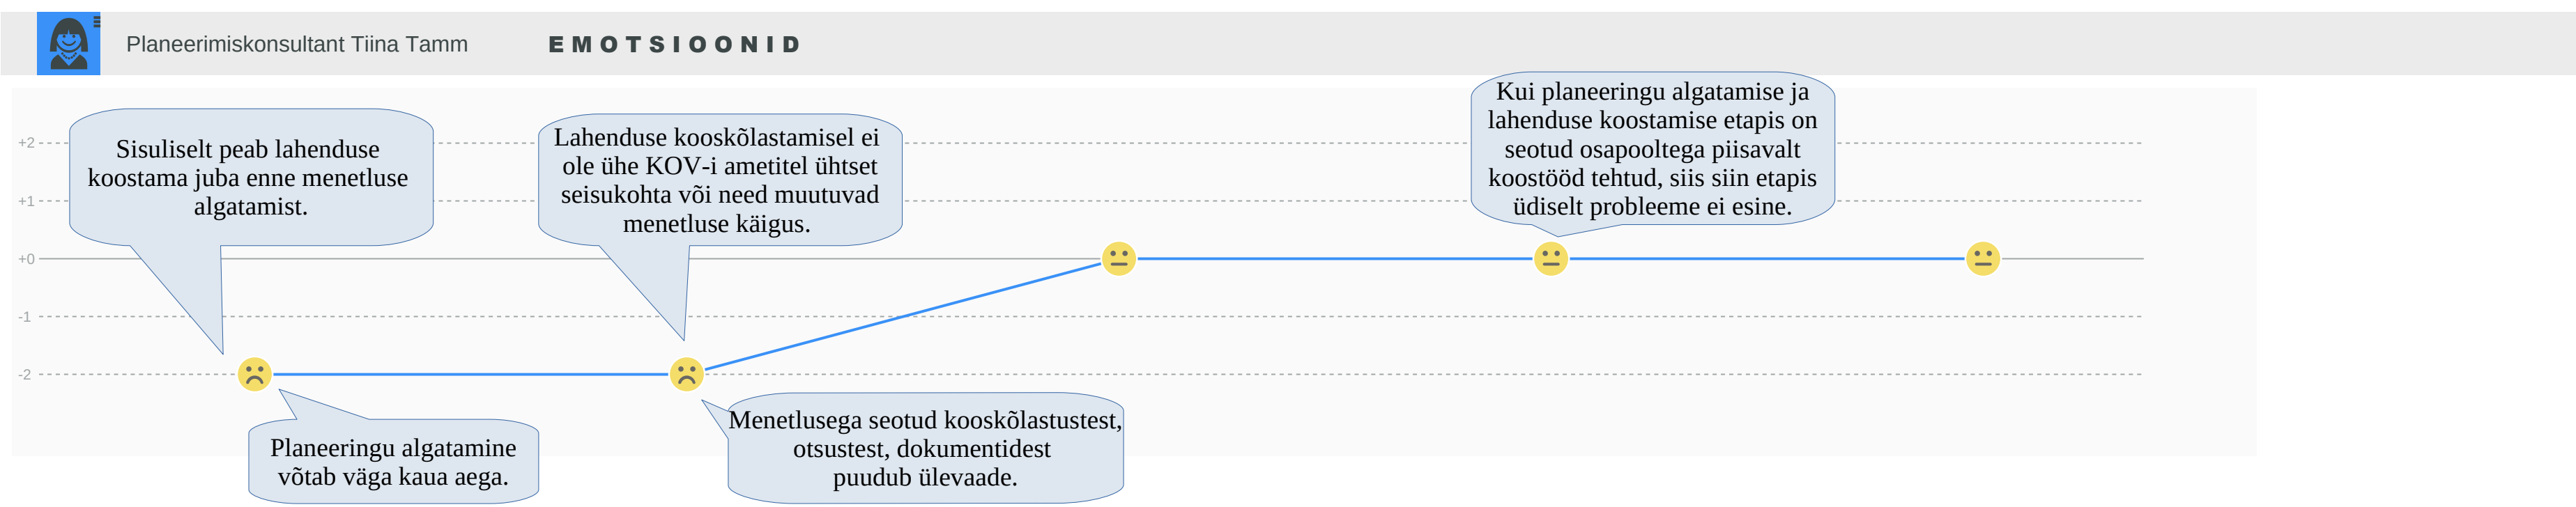 Planeerimiskonsultant Tiina Tamm
EMOTSIOONID
+2
+1
+0
-1
-2
Sisuliselt peab lahenduse
koostama juba enne menetluse
algatamist.
Lahenduse kooskõlastamisel ei
ole ühe KOV-i ametitel ühtset
seisukohta või need muutuvad
menetluse käigus.
Kui planeeringu algatamise ja
lahenduse koostamise etapis on
seotud osapooltega piisavalt
koostööd tehtud, siis siin etapis
üdiselt probleeme ei esine.
Planeeringu algatamine
võtab väga kaua aega.
Menetlusega seotud kooskõlastustest,
otsustest, dokumentidest
puudub ülevaade.